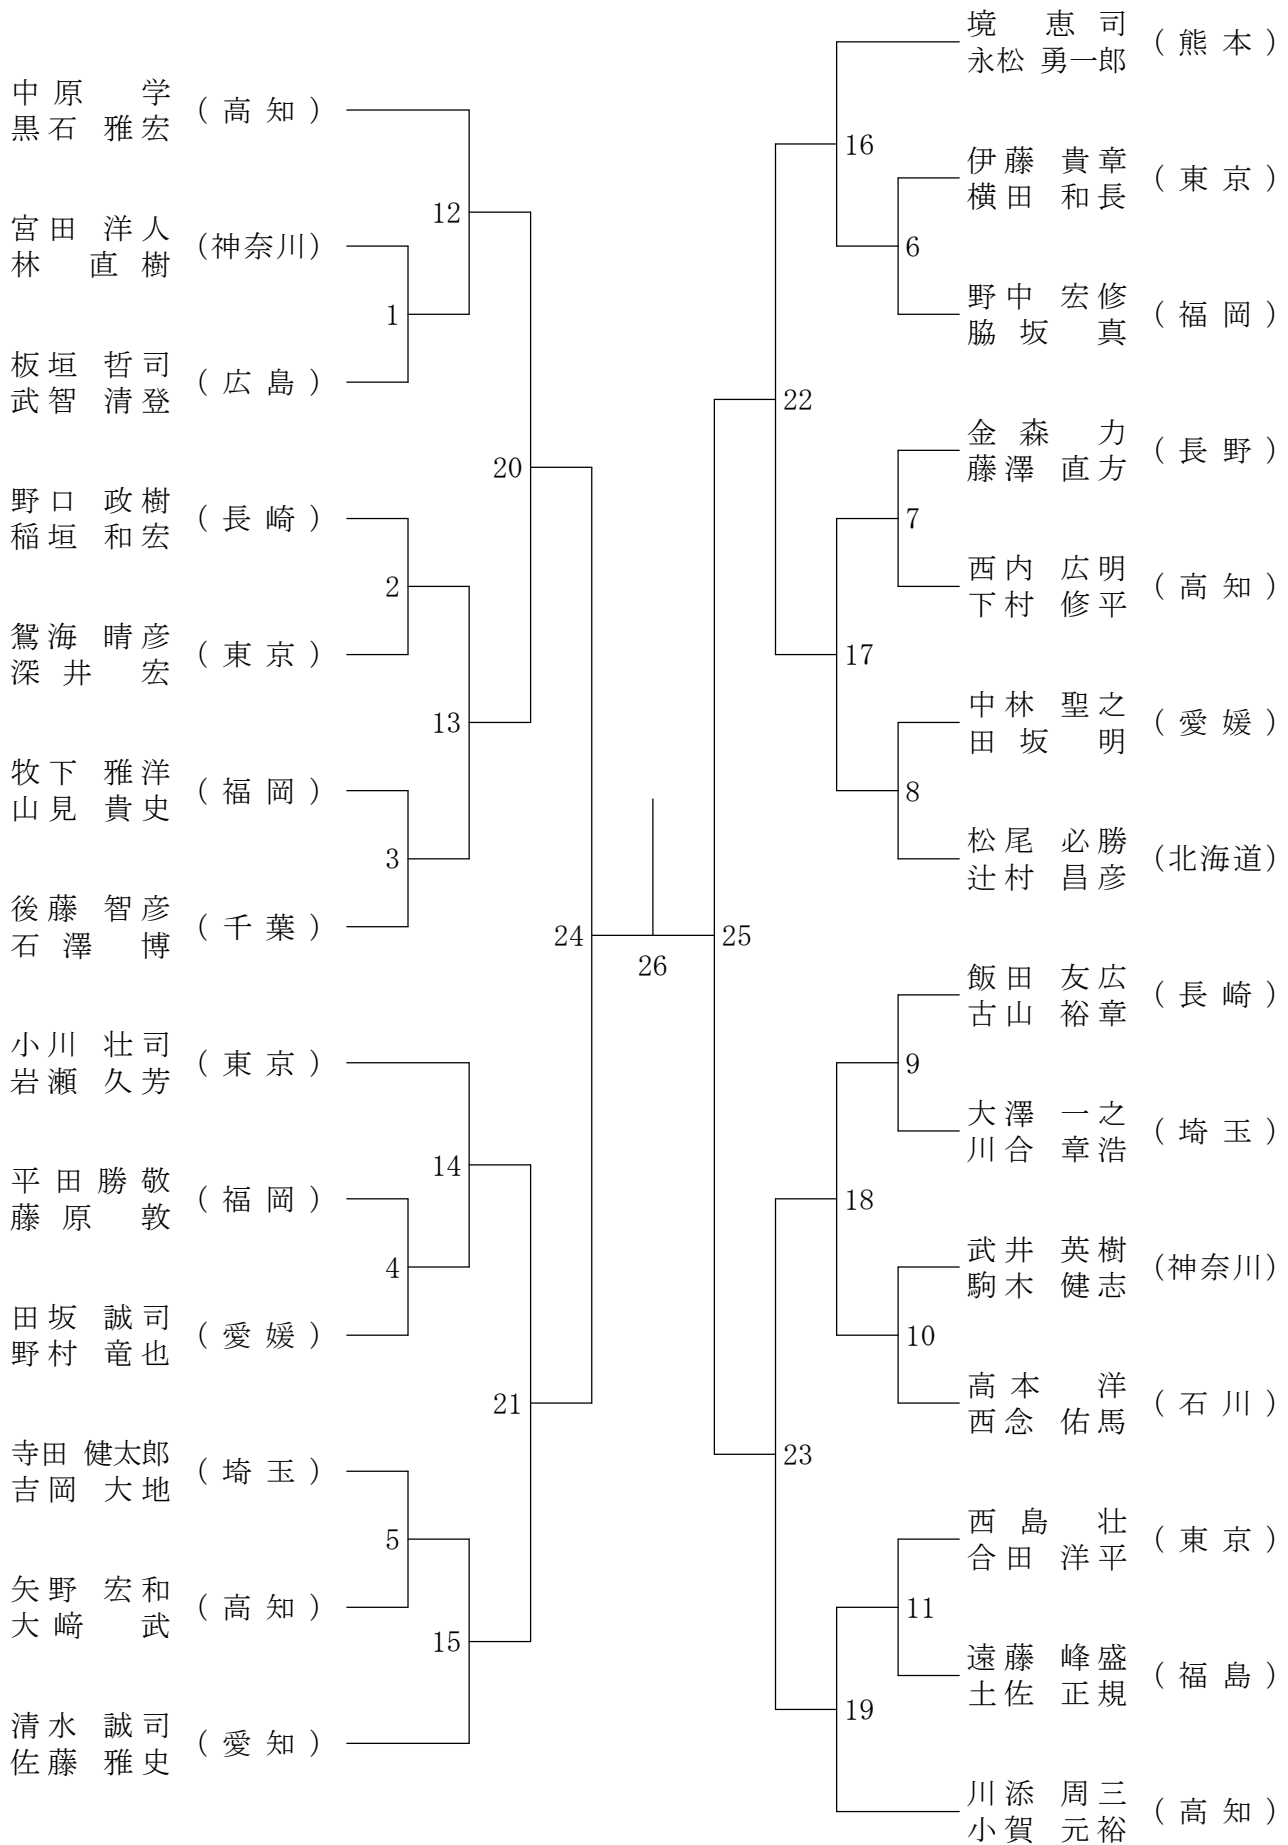 中原 学
黒石 雅宏
(高知)
宮田 洋人
林 直樹
(神奈川)
板垣 哲司
武智 清登
(広島)
野口 政樹
稲垣 和宏
(長崎)
鴛海 晴彦
深井 宏
(東京)
牧下 雅洋
山見 貴史
(福岡)
後藤 智彦
石澤 博
(千葉)
小川 壮司
岩瀬 久芳
(東京)
平田 勝敬
藤原 敦
(福岡)
田坂 誠司
野村 竜也
(愛媛)
寺田 健太郎
吉岡 大地
(埼玉)
矢野 宏和
大﨑 武
(高知)
清水 誠司
佐藤 雅史
(愛知)
12
1
20
2
13
3
24
14
4
21
5
15
26
境 恵司
永松 勇一郎
(熊本)
伊藤 貴章
横田 和長
(東京)
野中 宏修
脇坂 真
(福岡)
金森 力
藤澤 直方
(長野)
西内 広明
下村 修平
(高知)
中林 聖之
田坂 明
(愛媛)
松尾 必勝
辻村 昌彦
(北海道)
飯田 友広
古山 裕章
(長崎)
大澤 一之
川合 章浩
(埼玉)
武井 英樹
駒木 健志
(神奈川)
高本 洋
西念 佑馬
(石川)
西島 壮
合田 洋平
(東京)
遠藤 峰盛
土佐 正規
(福島)
川添 周三
小賀 元裕
(高知)
16
6
22
7
17
8
25
9
18
10
23
11
19